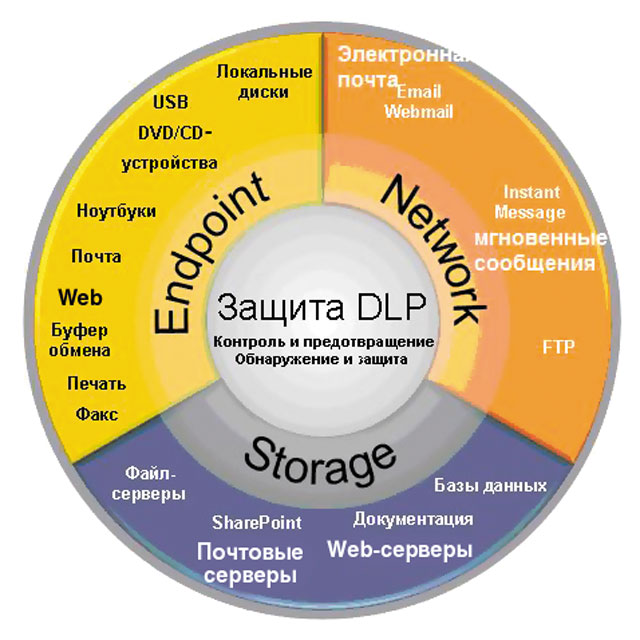 Локальные
диски
USB
DVD/CD-
устройства
Ноутбуки
Почта
Web
Буфер
обмена
Печать
Факс
Endpoint
Электронная
почта
Email
Webmail
Instant
Message
мгновенные
сообщения
FTP
Network
Защита DLP
Контроль и предотвращение
Обнаружение и защита
Storage
Файл-
серверы
SharePoint
Почтовые
серверы
Базы данных
Документация
Web-серверы